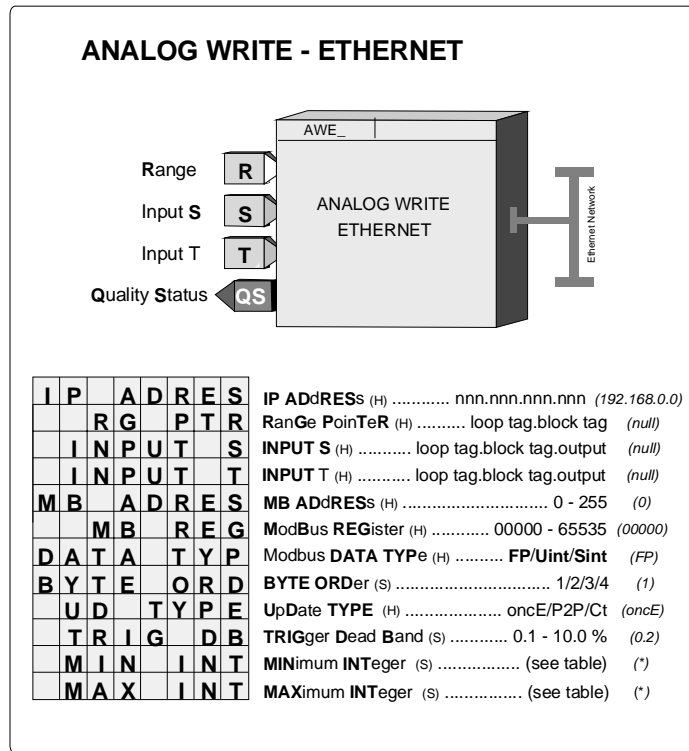 ANALOG WRITE - ETHERNET
AWE_
Range R
Input S S
Input T T
Quality Status QS
ANALOG WRITE
ETHERNET
Ethernet Network
IP ADRES IP ADdRESs (H) ............ nnn.nnn.nnn.nnn (192.168.0.0)
RG PTR RanGe PoinTeR (H) .......... loop tag.block tag (null)
INPUT S INPUT S (H) ........... loop tag.block tag.output (null)
INPUT T INPUT T (H) ........... loop tag.block tag.output (null)
MB ADRES MB ADdRESs (H) ................................ 0 - 255 (0)
MB REG ModBus REGister (H) ........... 00000 - 65535 (00000)
DATA TYP Modbus DATA TYPe (H) .......... FP/Uint/Sint (FP)
BYTE ORD BYTE ORDer (S) .................................. 1/2/3/4 (1)
UD TYPE UpDate TYPE (H) .................... oncE/P2P/Ct (oncE)
TRIG DB TRIGger Dead Band (S) ........... 0.1 - 10.0 % (0.2)
MIN INT MINimum INTeger (S) ................. (see table) (*)
MAX INT MAXimum INTeger (S) ................ (see table) (*)